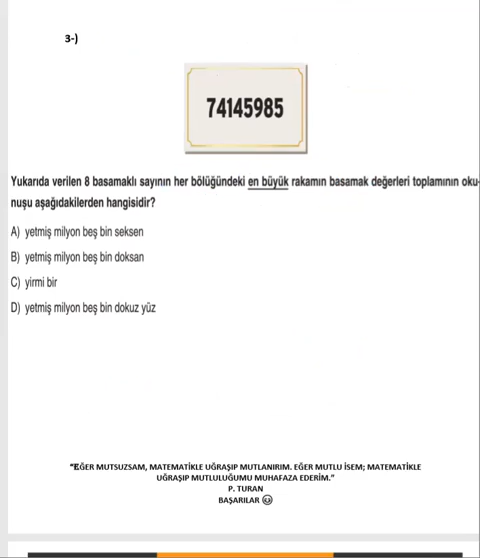 3-)
74145985
Yukarıda verilen 8 basamaklı sayının her bölüğündeki en büyük rakamın basamak değerleri toplamının oku-
nuşu aşağıdakilerden hangisidir?
A) yetmiş milyon beş bin seksen
B) yetmiş milyon beş bin doksan
C) yirmi bir
D) yetmiş milyon beş bin dokuz yüz
“EĞER MUTSUZSAM, MATEMATİKLE UĞRAŞIP MUTLANIRIM. EĞER MUTLU İSEM; MATEMATİKLE
UĞRAŞIP MUTLULUĞUMU MUHAFAZA EDERİM.”
P. TURAN
BAŞARILAR ☺